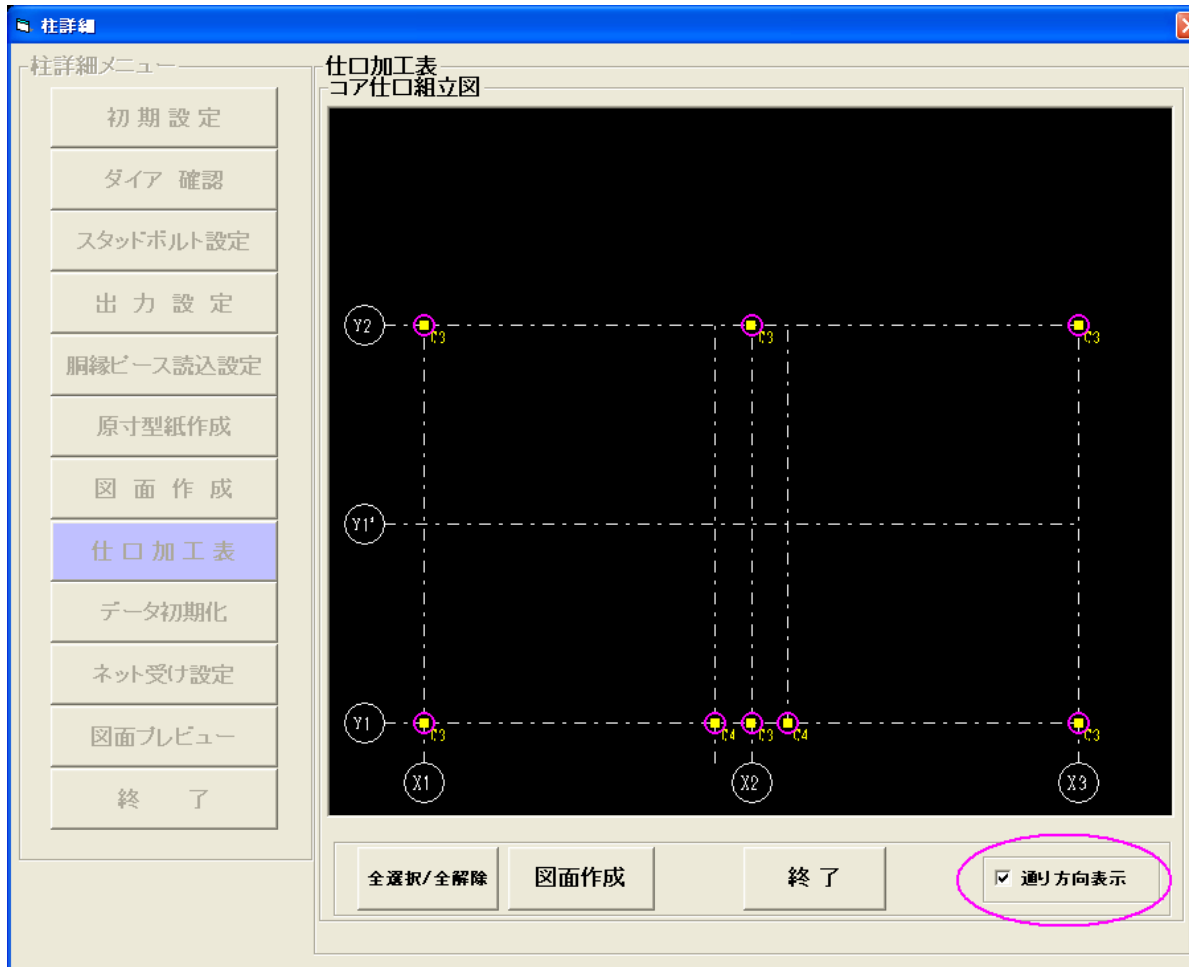 柱詳細
柱詳細メニュー
初 期 設 定
ダイア 確認
スタッドボルト設定
出 力 設 定
胴縁ピース読込設定
原寸型紙作成
図 面 作 成
仕 口 加 工 表
データ初期化
ネット受け設定
図面プレビュー
終 了
仕口加工表
コア仕口組立図
Y2
C3 C3 C3
Y1'
Y1
C3 C4 C3 C4 C3
X1 X2 X3
全選択/全解除 図面作成 終 了 通り方向表示